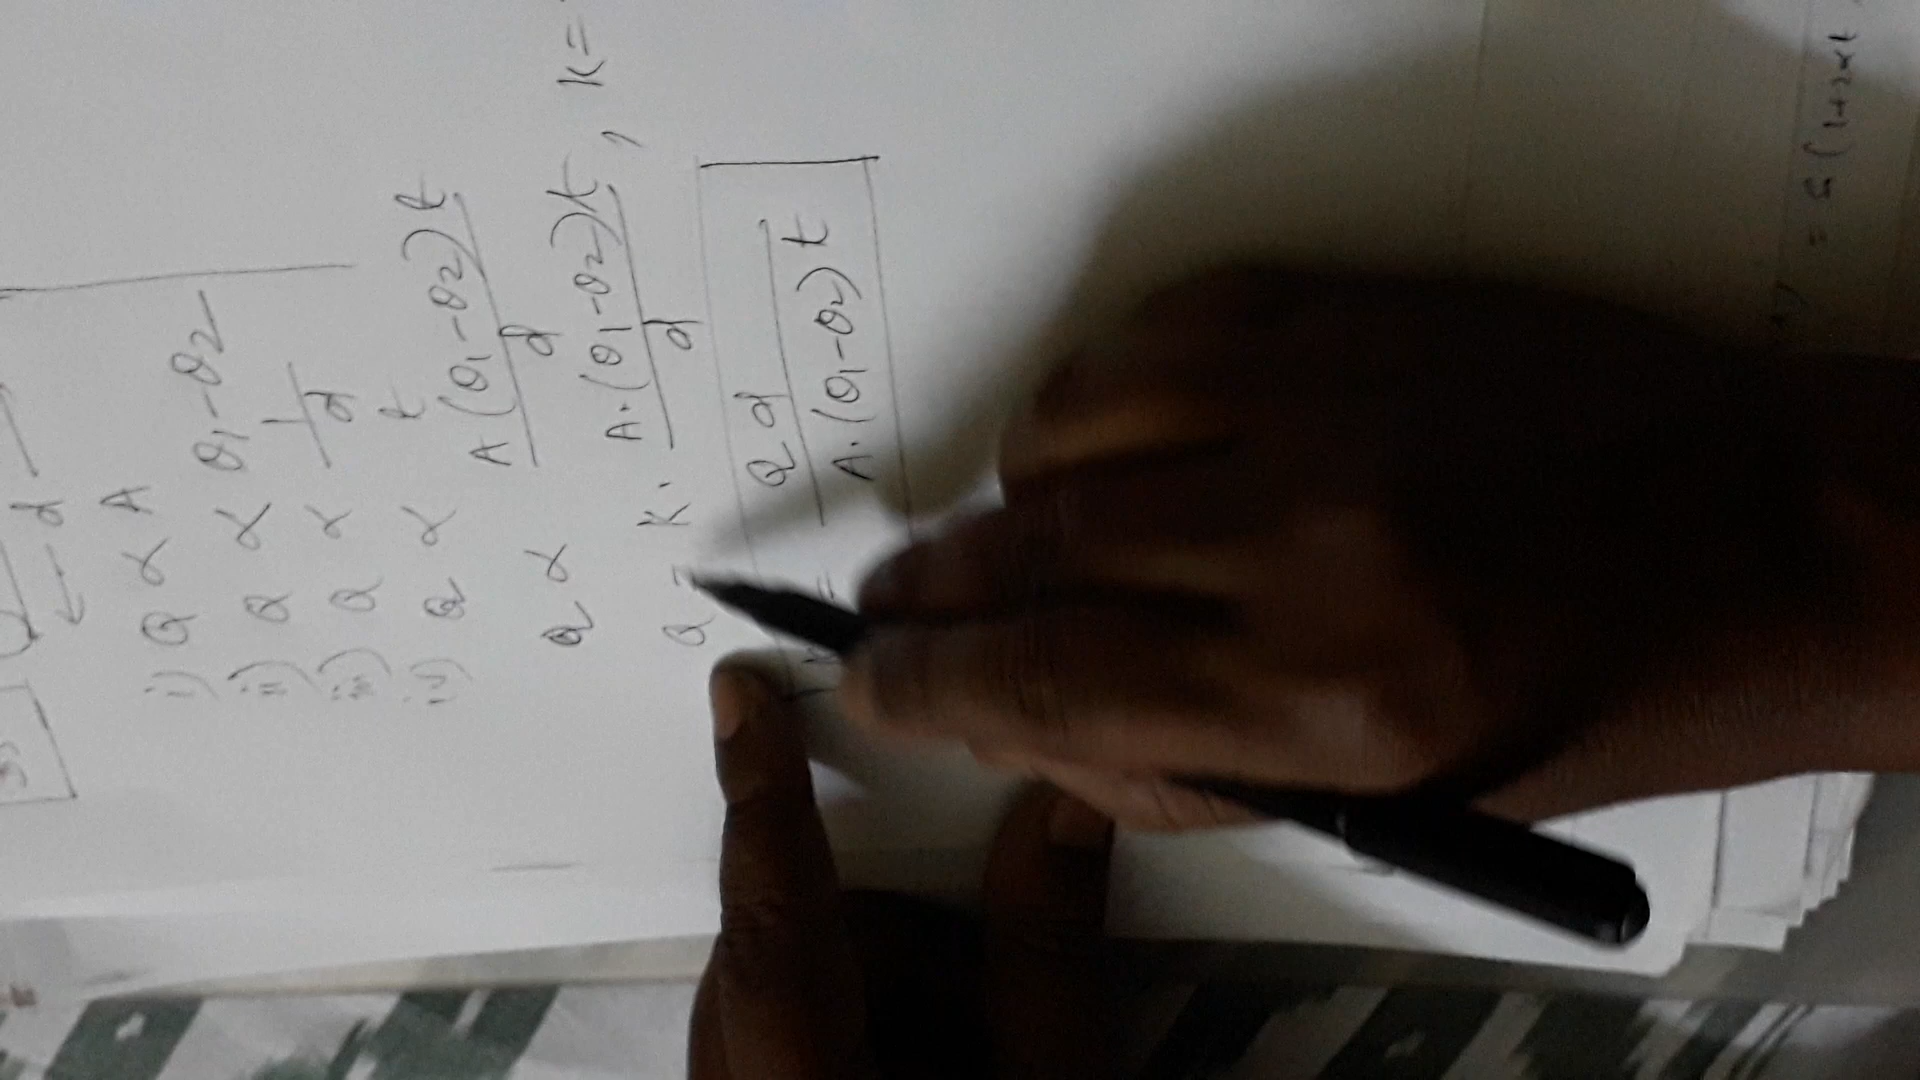 ← d
i) Q ∝ A
ii) Q ∝ θ₁-θ₂
iii) Q ∝ 1/d
iv) Q ∝ t
Q ∝ A(θ₁-θ₂)t/d
Q = K. A.(θ₁-θ₂)t/d , K=
= Qd/A.(θ₁-θ₂)t